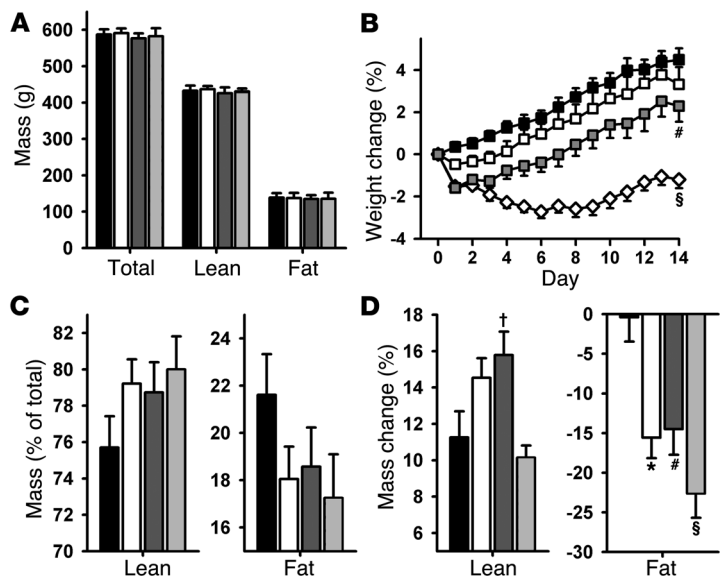 A
Mass (g)
600
500
400
300
200
100
0
Total Lean Fat
B
Weight change (%)
4
2
0
-2
-4
#
§
0 2 4 6 8 10 12 14
Day
C
Mass (% of total)
82
80
78
76
74
72
70
Lean
24
22
20
18
16
Fat
D
Mass change (%)
18
16
14
12
10
8
6
†
Lean
-0
-5
-10
-15
-20
-25
-30
*
#
§
Fat